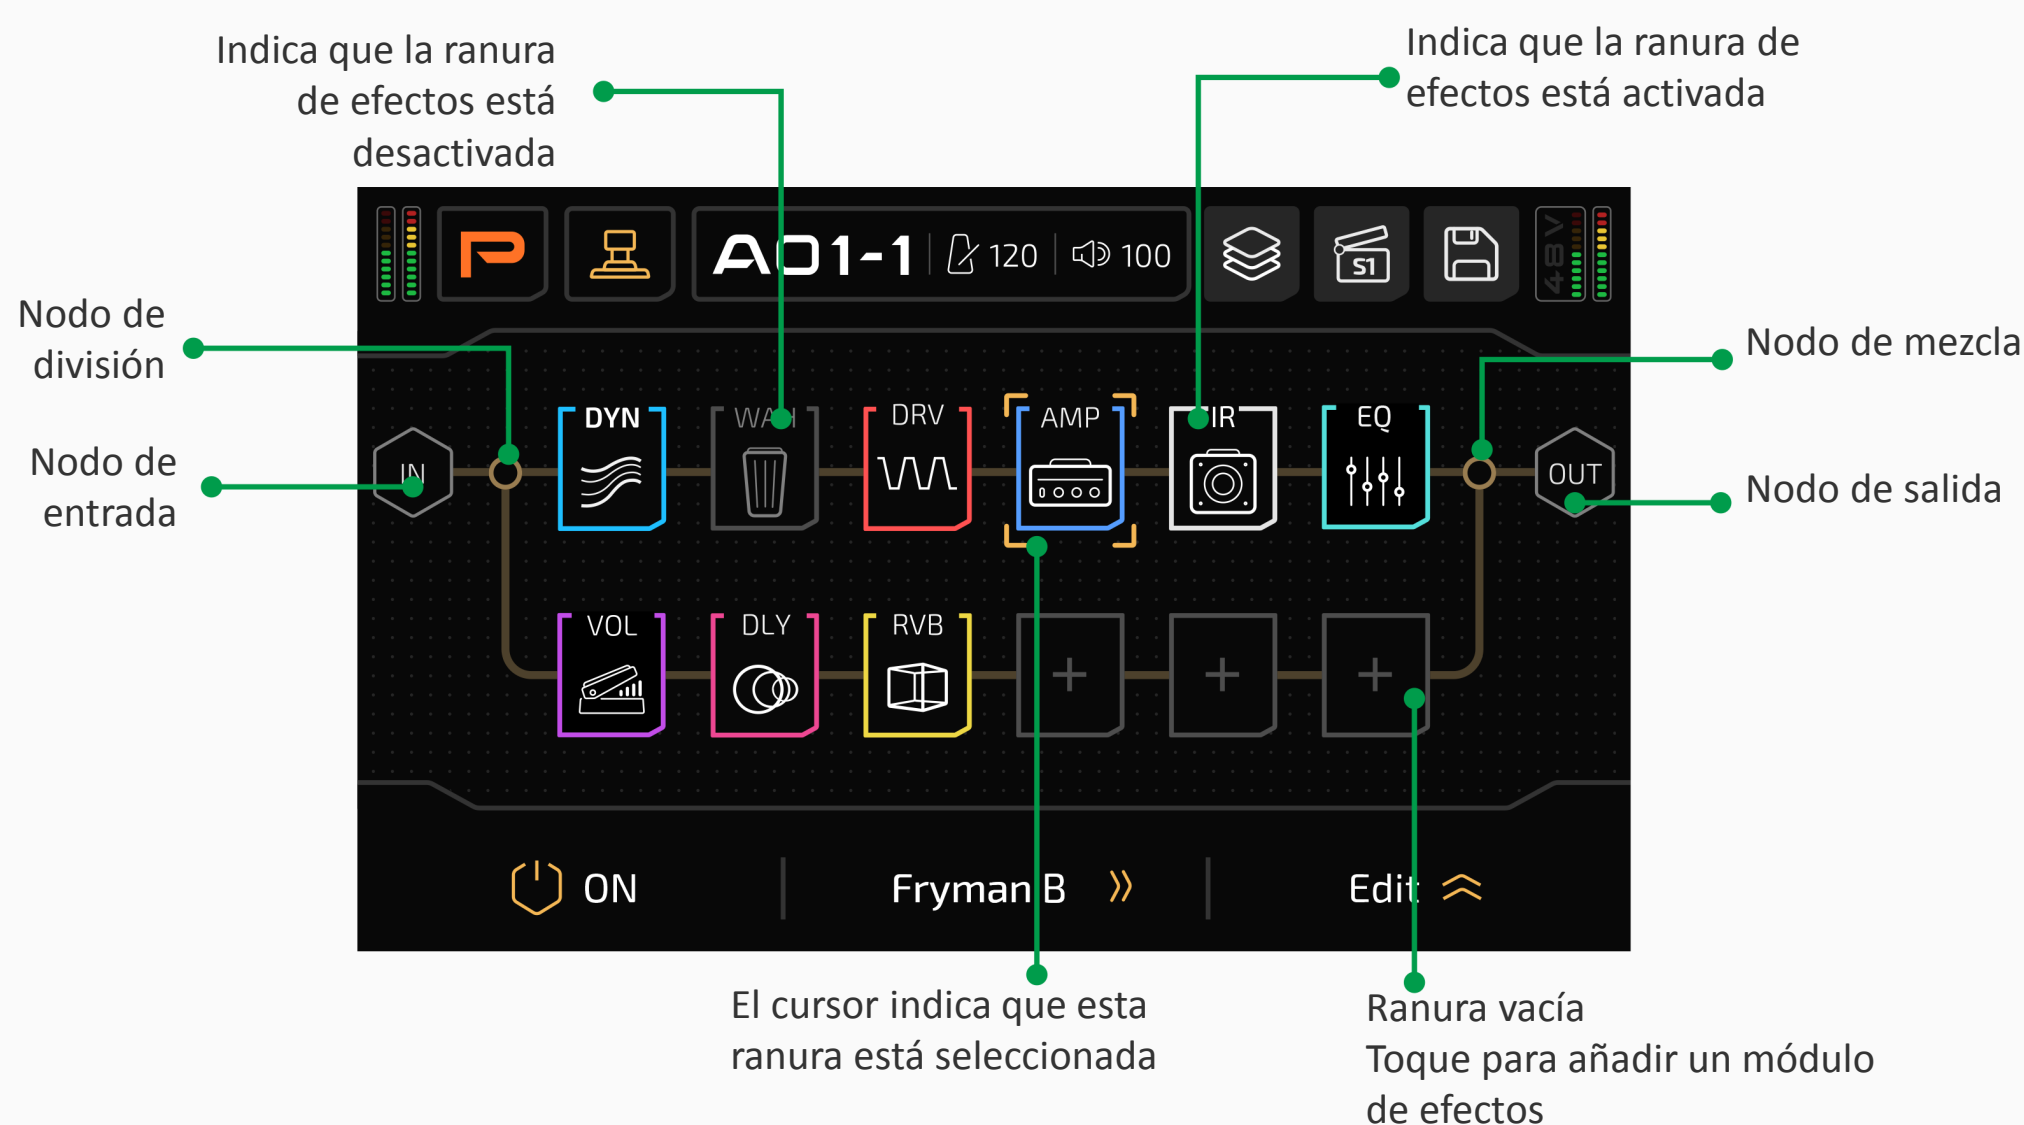 Indica que la ranura
de efectos está
desactivada
Indica que la ranura de
efectos está activada
A01-1 120 100
S1
48V
Nodo de
división
Nodo de mezcla
DYN WAH DRV AMP IR EQ
Nodo de
entrada
IN
OUT
Nodo de salida
VOL DLY RVB
+ + +
ON Fryman B Edit
El cursor indica que esta
ranura está seleccionada
Ranura vacía
Toque para añadir un módulo
de efectos